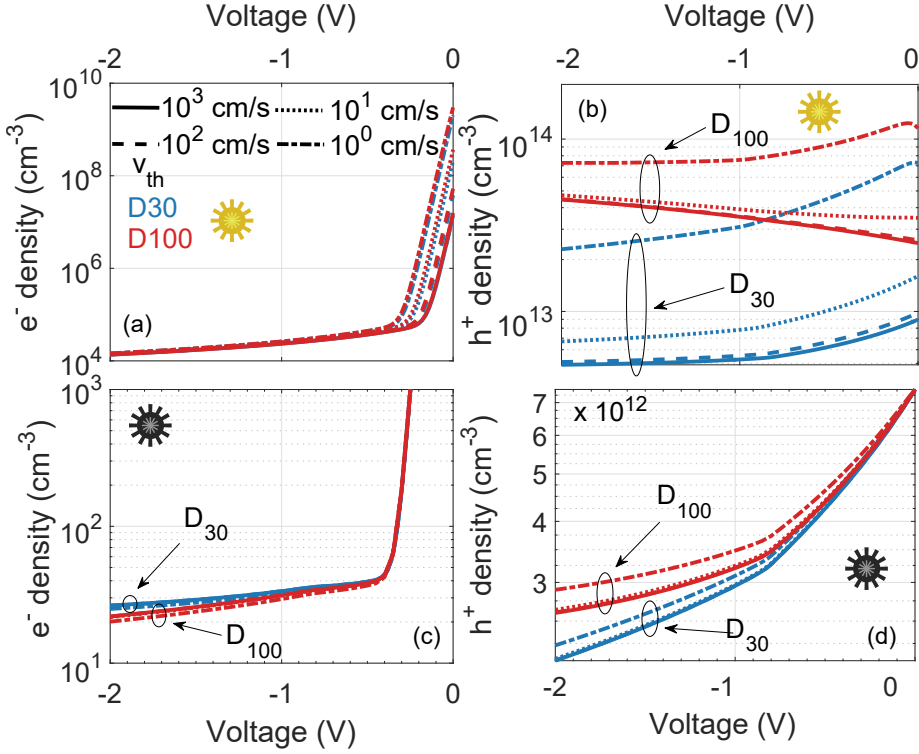 Voltage (V)
-2 -1 0
10^10
10^8
10^6
10^4
e^- density (cm^-3)
10^3 cm/s 10^1 cm/s
10^2 cm/s 10^0 cm/s
v_th
D30
D100
(a)
Voltage (V)
-2 -1 0
10^14
10^13
h^+ density (cm^-3)
(b)
D_100
D_30
10^3
10^2
10^1
e^- density (cm^-3)
D_30
D_100
(c)
-2 -1 0
Voltage (V)
7
6
5
4
3
h^+ density (cm^-3)
x 10^12
D_100
D_30
(d)
-2 -1 0
Voltage (V)